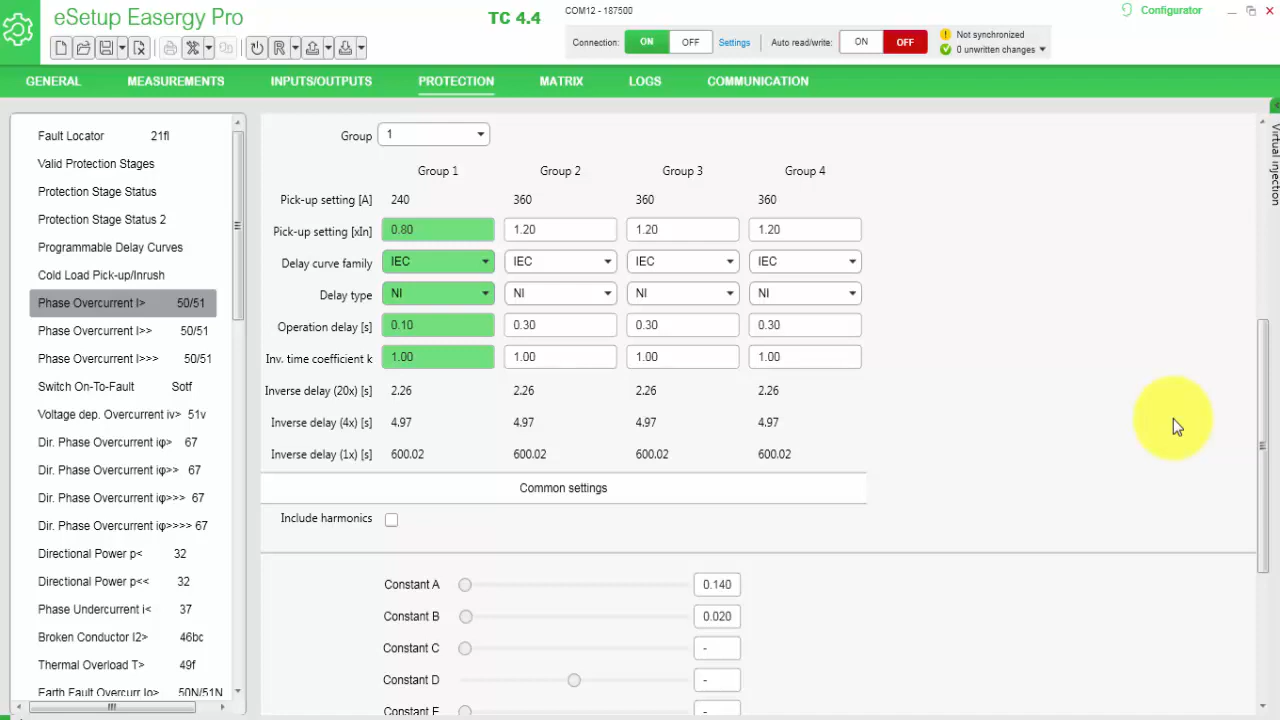 eSetup Easergy Pro
TC 4.4
COM12 - 187500
Configurator
Connection: ON OFF Settings Auto read/write: ON OFF
Not synchronized
0 unwritten changes
GENERAL MEASUREMENTS INPUTS/OUTPUTS PROTECTION MATRIX LOGS COMMUNICATION
Fault Locator 21fl
Valid Protection Stages
Protection Stage Status
Protection Stage Status 2
Programmable Delay Curves
Cold Load Pick-up/Inrush
Phase Overcurrent I> 50/51
Phase Overcurrent I>> 50/51
Phase Overcurrent I>>> 50/51
Switch On-To-Fault Sotf
Voltage dep. Overcurrent iv> 51v
Dir. Phase Overcurrent iφ> 67
Dir. Phase Overcurrent iφ>> 67
Dir. Phase Overcurrent iφ>>> 67
Dir. Phase Overcurrent iφ>>>> 67
Directional Power p< 32
Directional Power p<< 32
Phase Undercurrent i< 37
Broken Conductor I2> 46bc
Thermal Overload T> 49f
Earth Fault Overcurr Io> 50N/51N
Group 1
Group 1 Group 2 Group 3 Group 4
Pick-up setting [A] 240 360 360 360
Pick-up setting [xIn] 0.80 1.20 1.20 1.20
Delay curve family IEC IEC IEC IEC
Delay type NI NI NI NI
Operation delay [s] 0.10 0.30 0.30 0.30
Inv. time coefficient k 1.00 1.00 1.00 1.00
Inverse delay (20x) [s] 2.26 2.26 2.26 2.26
Inverse delay (4x) [s] 4.97 4.97 4.97 4.97
Inverse delay (1x) [s] 600.02 600.02 600.02 600.02
Common settings
Include harmonics
Constant A 0.140
Constant B 0.020
Constant C -
Constant D -
Constant E
Virtual injection